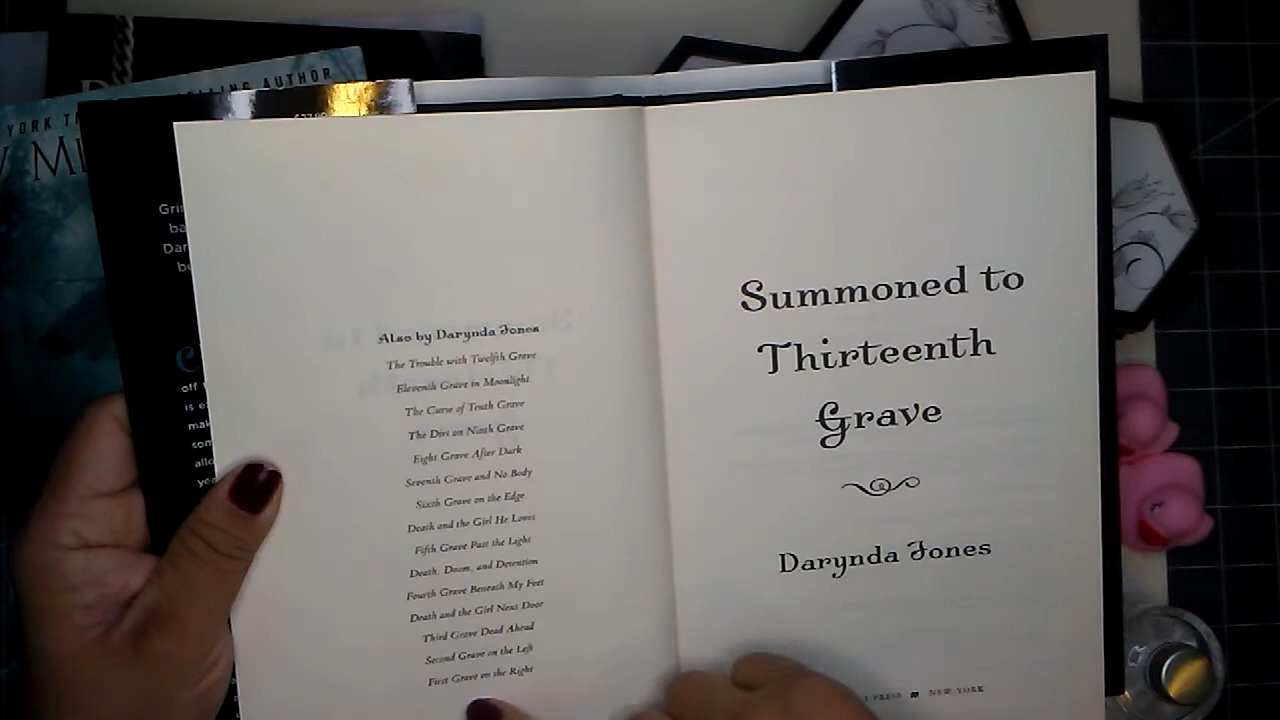 YORK
AUTHOR
Also by Darynda Jones
The Trouble with Twelfth Grave
Eleventh Grave in Moonlight
The Curse of Tenth Grave
The Dirt on Ninth Grave
Eight Grave After Dark
Seventh Grave and No Body
Sixth Grave on the Edge
Death and the Girl He Loves
Fifth Grave Past the Light
Death, Doom, and Detention
Fourth Grave Beneath My Feet
Death and the Girl Next Door
Third Grave Dead Ahead
Second Grave on the Left
First Grave on the Right
Summoned to
Thirteenth
Grave
Darynda Jones
PRESS NEW YORK